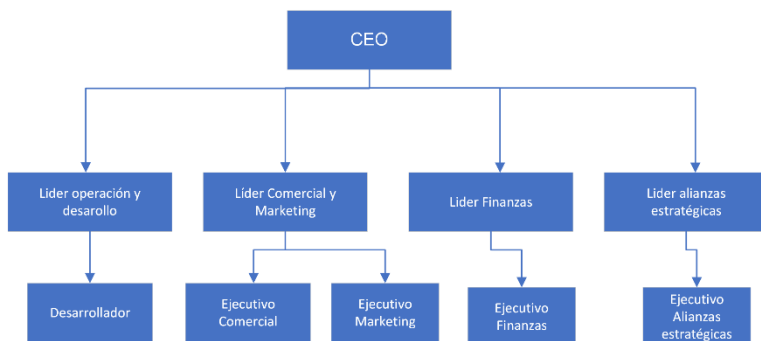 CEO
Lider operación y
desarollo
Líder Comercial y
Marketing
Lider Finanzas
Lider alianzas
estratégicas
Desarrollador
Ejecutivo
Comercial
Ejecutivo
Marketing
Ejecutivo
Finanzas
Ejecutivo
Alianzas
estratégicas